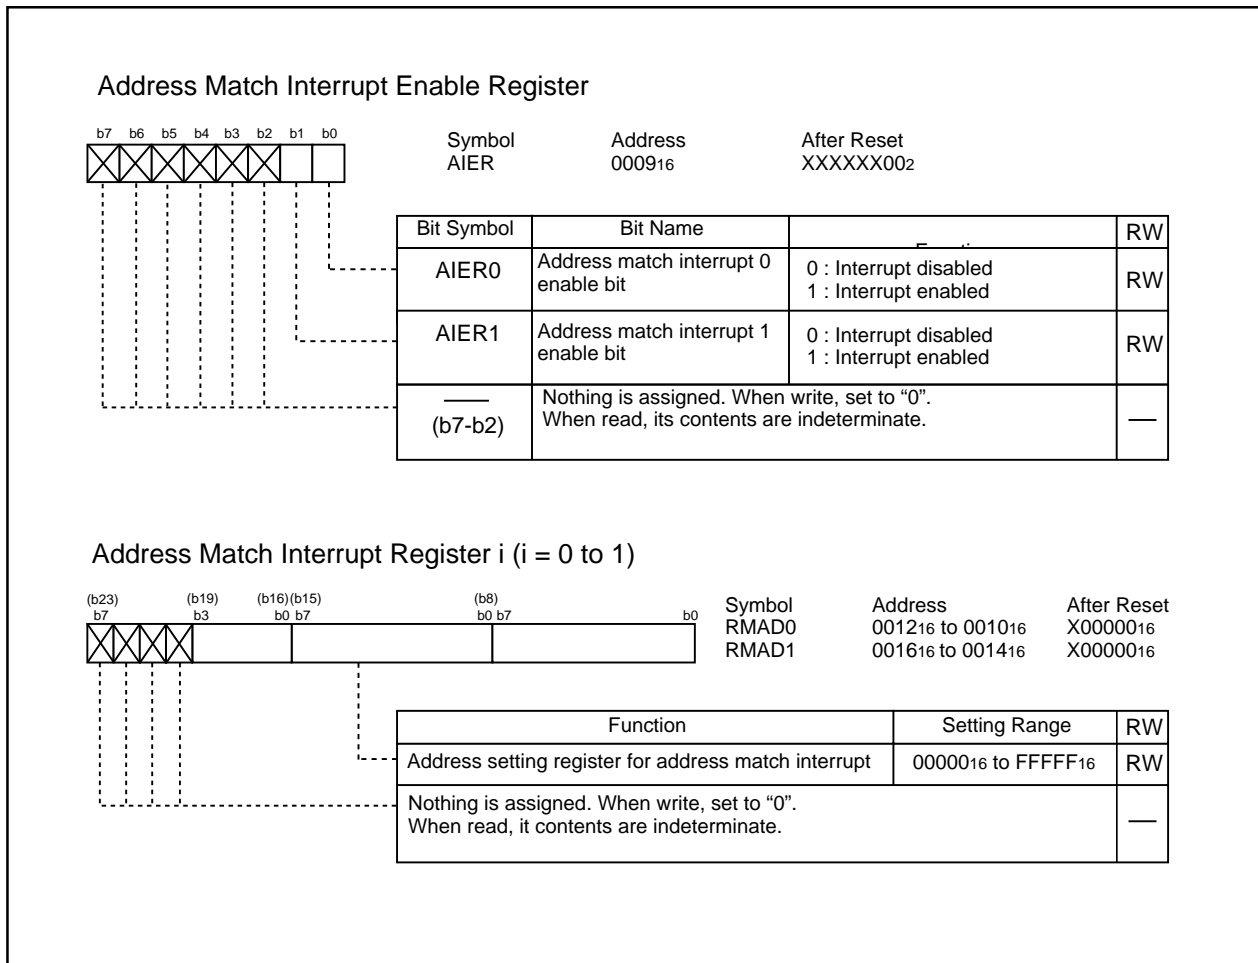 Address Match Interrupt Enable Register
b7 b6 b5 b4 b3 b2 b1 b0
Symbol Address After Reset
AIER 000916 XXXXXX002
Bit Symbol Bit Name RW
AIER0 Address match interrupt 0 enable bit 0 : Interrupt disabled 1 : Interrupt enabled RW
AIER1 Address match interrupt 1 enable bit 0 : Interrupt disabled 1 : Interrupt enabled RW
(b7-b2) Nothing is assigned. When write, set to “0”.
When read, its contents are indeterminate. —
Address Match Interrupt Register i (i = 0 to 1)
(b23) (b19) (b16)(b15) (b8)
b7 b3 b0 b7 b0 b7 b0
Symbol Address After Reset
RMAD0 001216 to 001016 X0000016
RMAD1 001616 to 001416 X0000016
Function Setting Range RW
Address setting register for address match interrupt 0000016 to FFFFF16 RW
Nothing is assigned. When write, set to “0”.
When read, it contents are indeterminate. —